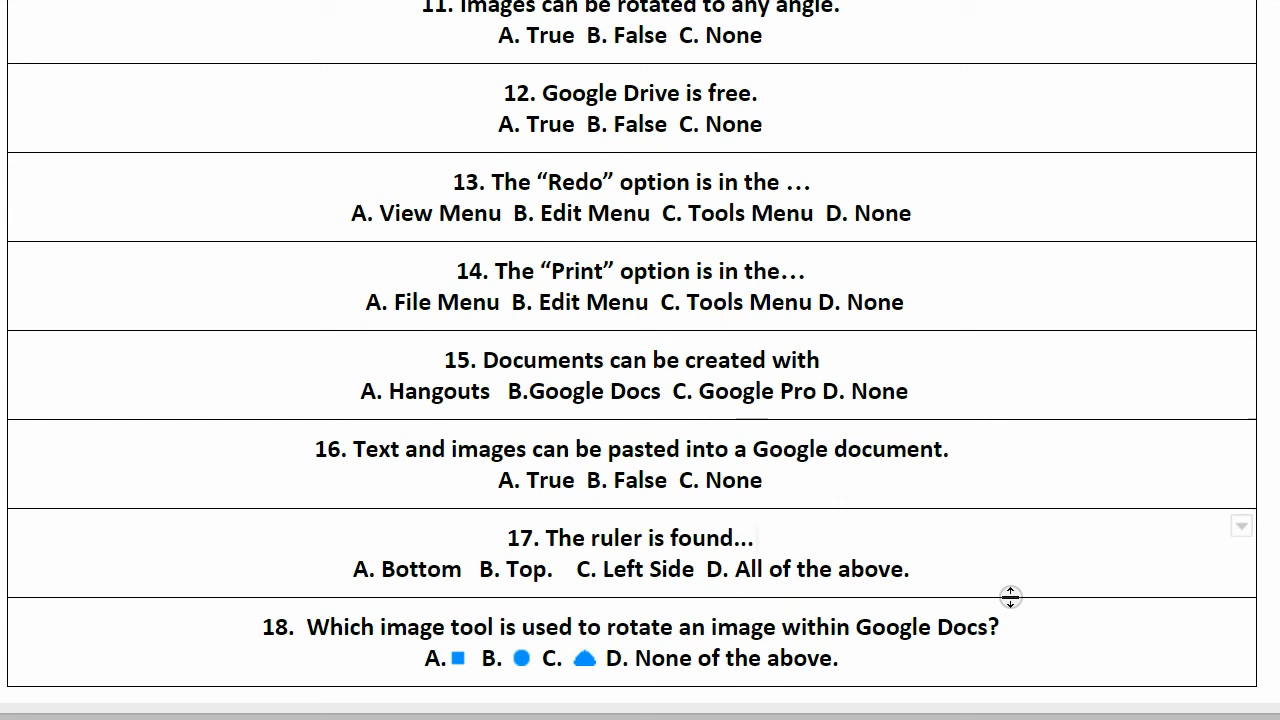 11. Images can be rotated to any angle.
A. True  B. False  C. None
12. Google Drive is free.
A. True  B. False  C. None
13. The “Redo” option is in the …
A. View Menu  B. Edit Menu  C. Tools Menu  D. None
14. The “Print” option is in the…
A. File Menu  B. Edit Menu  C. Tools Menu D. None
15. Documents can be created with
A. Hangouts   B.Google Docs  C. Google Pro D. None
16. Text and images can be pasted into a Google document.
A. True  B. False  C. None
17. The ruler is found...
A. Bottom   B. Top.    C. Left Side  D. All of the above.
18.  Which image tool is used to rotate an image within Google Docs?
A.   B.   C.   D. None of the above.